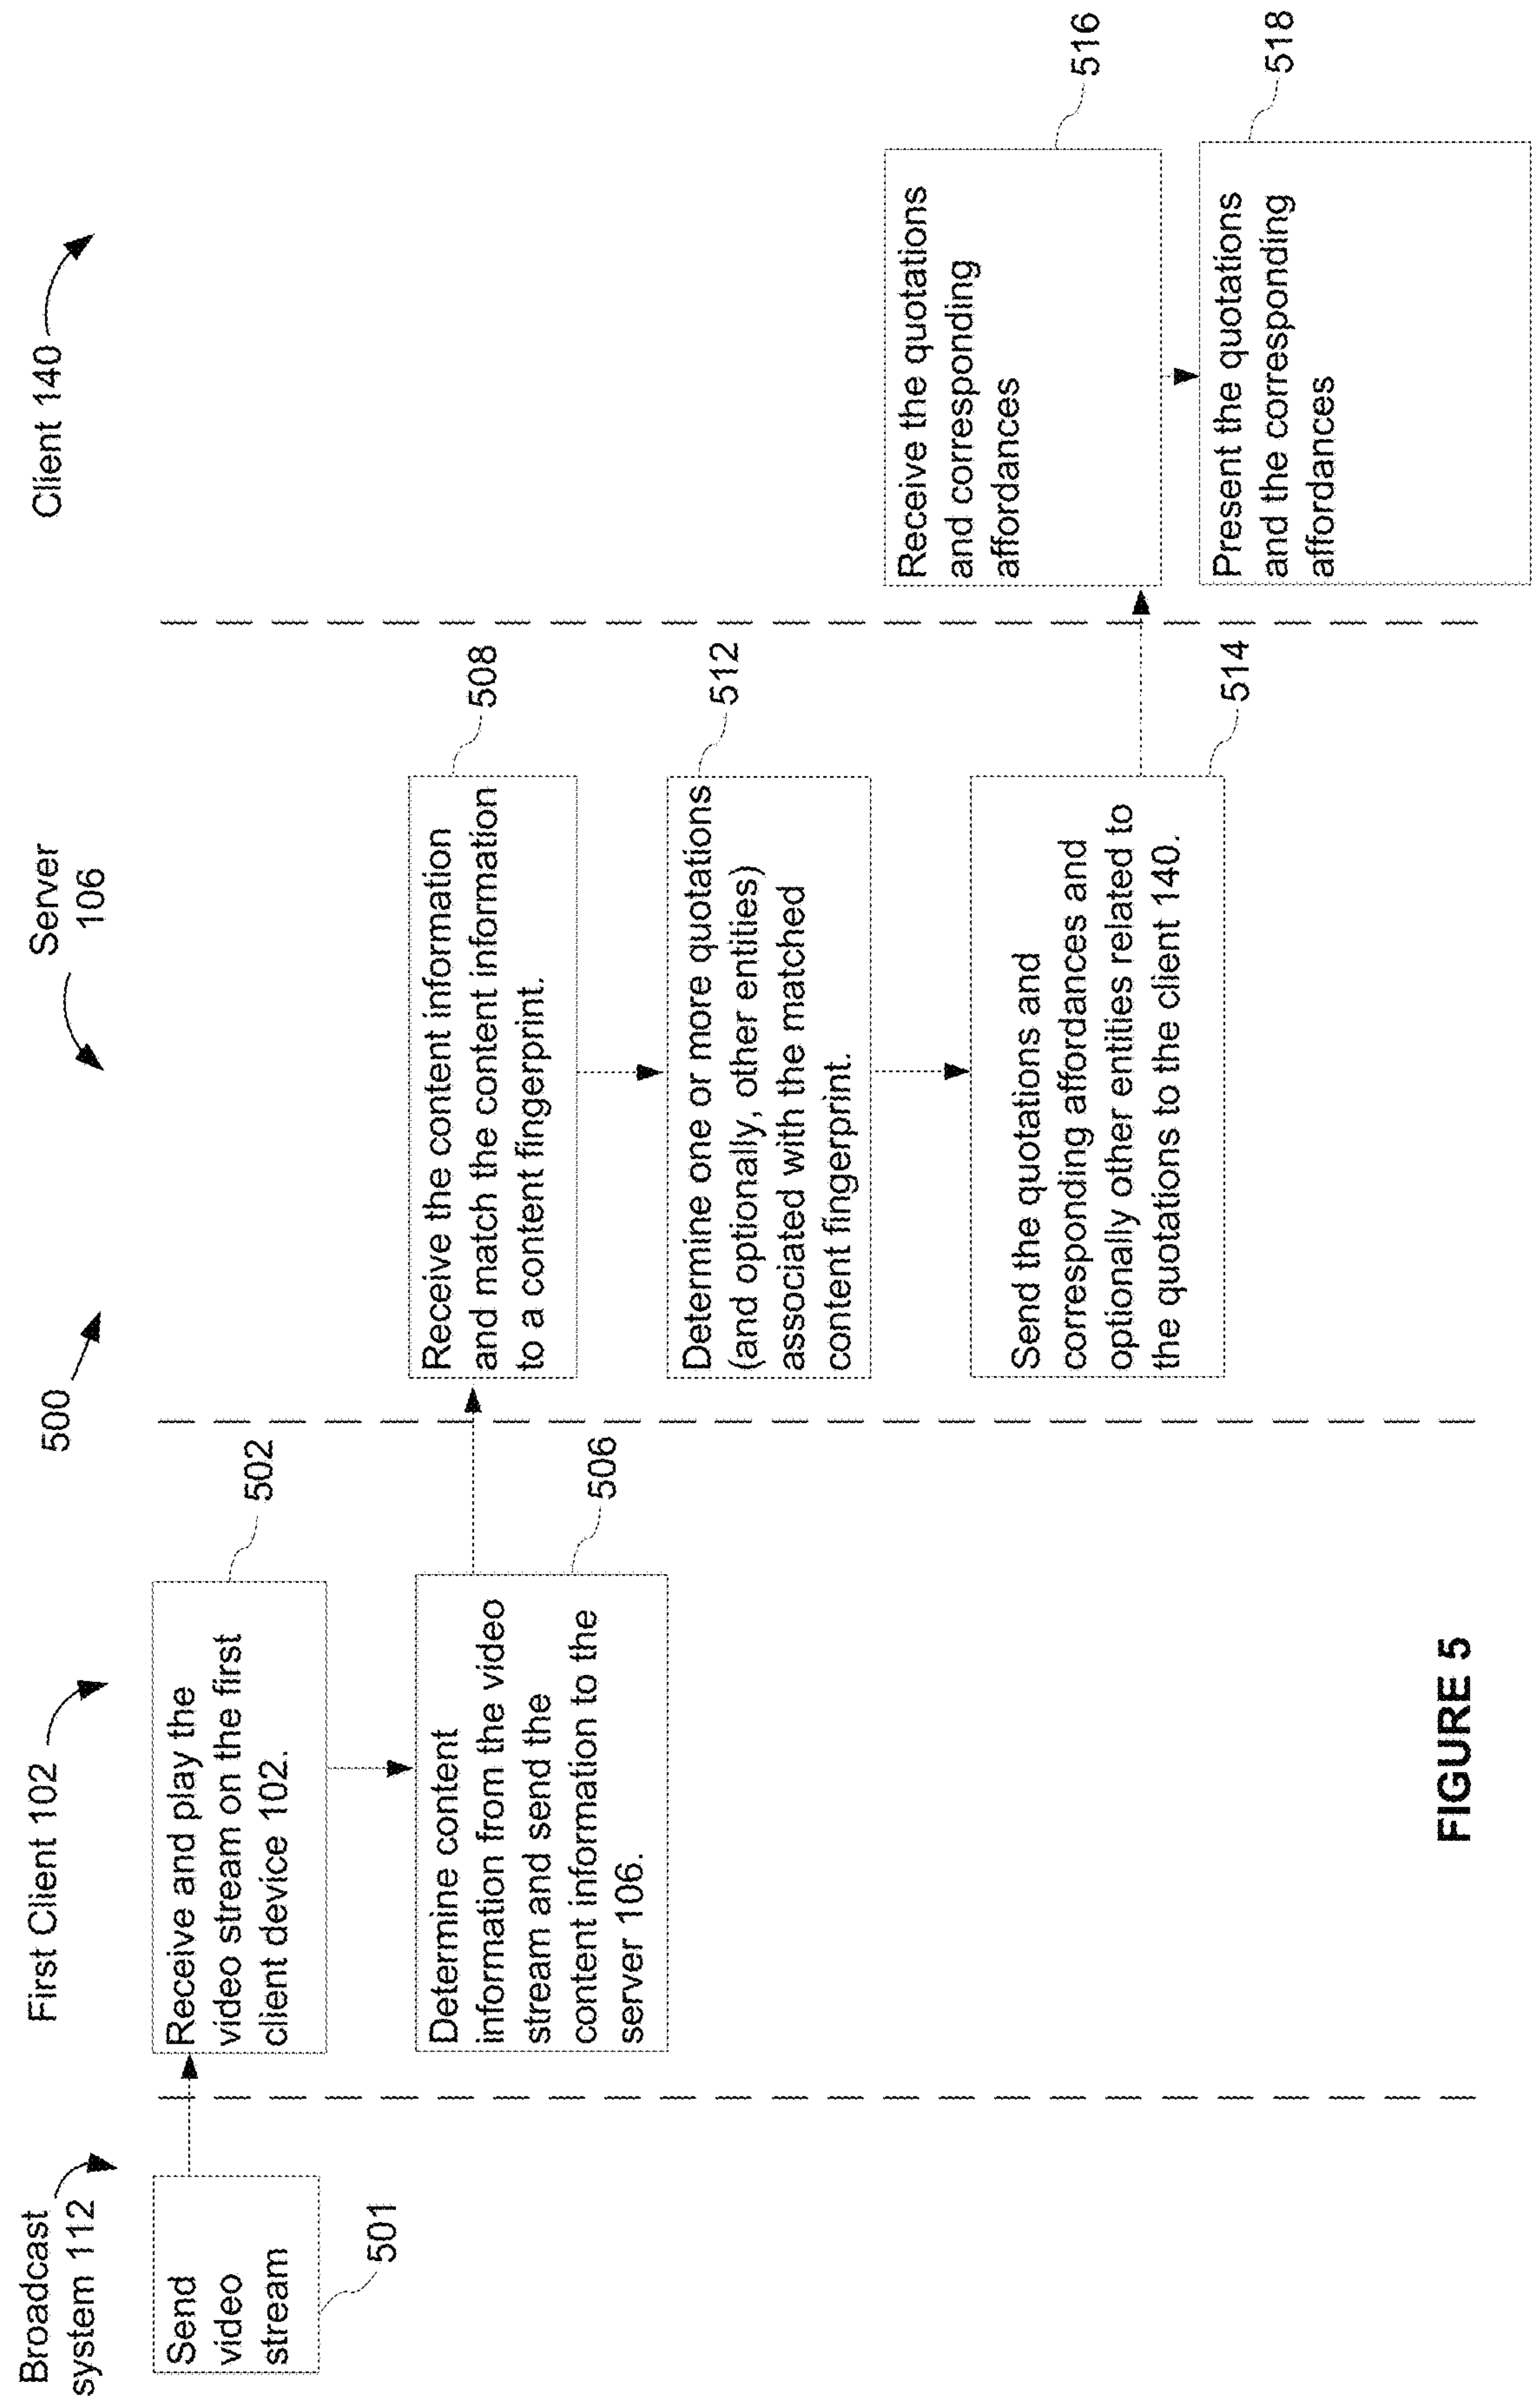 500
Broadcast
system 112
First Client 102
Server
106
Client 140
Send
video
stream
501
Receive and play the
video stream on the first
client device 102.
502
Determine content
information from the video
stream and send the
content information to the
server 106.
506
Receive the content information
and match the content information
to a content fingerprint.
508
Determine one or more quotations
(and optionally, other entities)
associated with the matched
content fingerprint.
512
Send the quotations and
corresponding affordances and
optionally other entities related to
the quotations to the client 140.
514
Receive the quotations
and corresponding
affordances
516
Present the quotations
and the corresponding
affordances
518
FIGURE 5